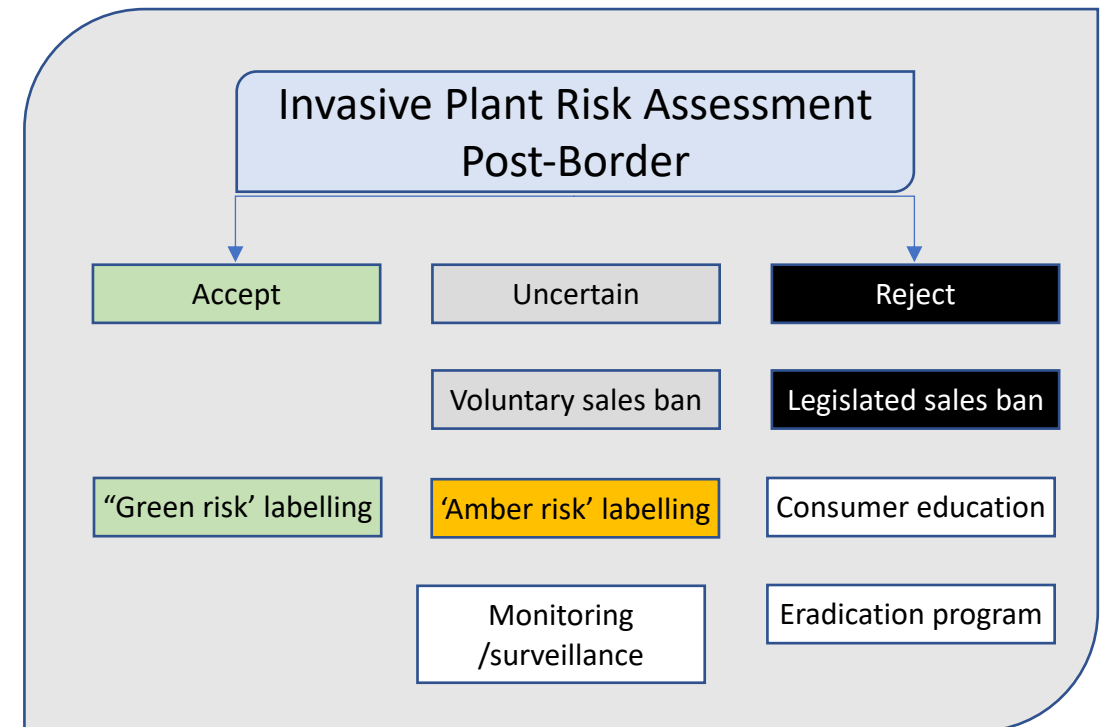 Invasive Plant Risk Assessment
Post-Border
Accept
Uncertain
Reject
Voluntary sales ban
Legislated sales ban
“Green risk’ labelling
‘Amber risk’ labelling
Consumer education
Monitoring
/surveillance
Eradication program